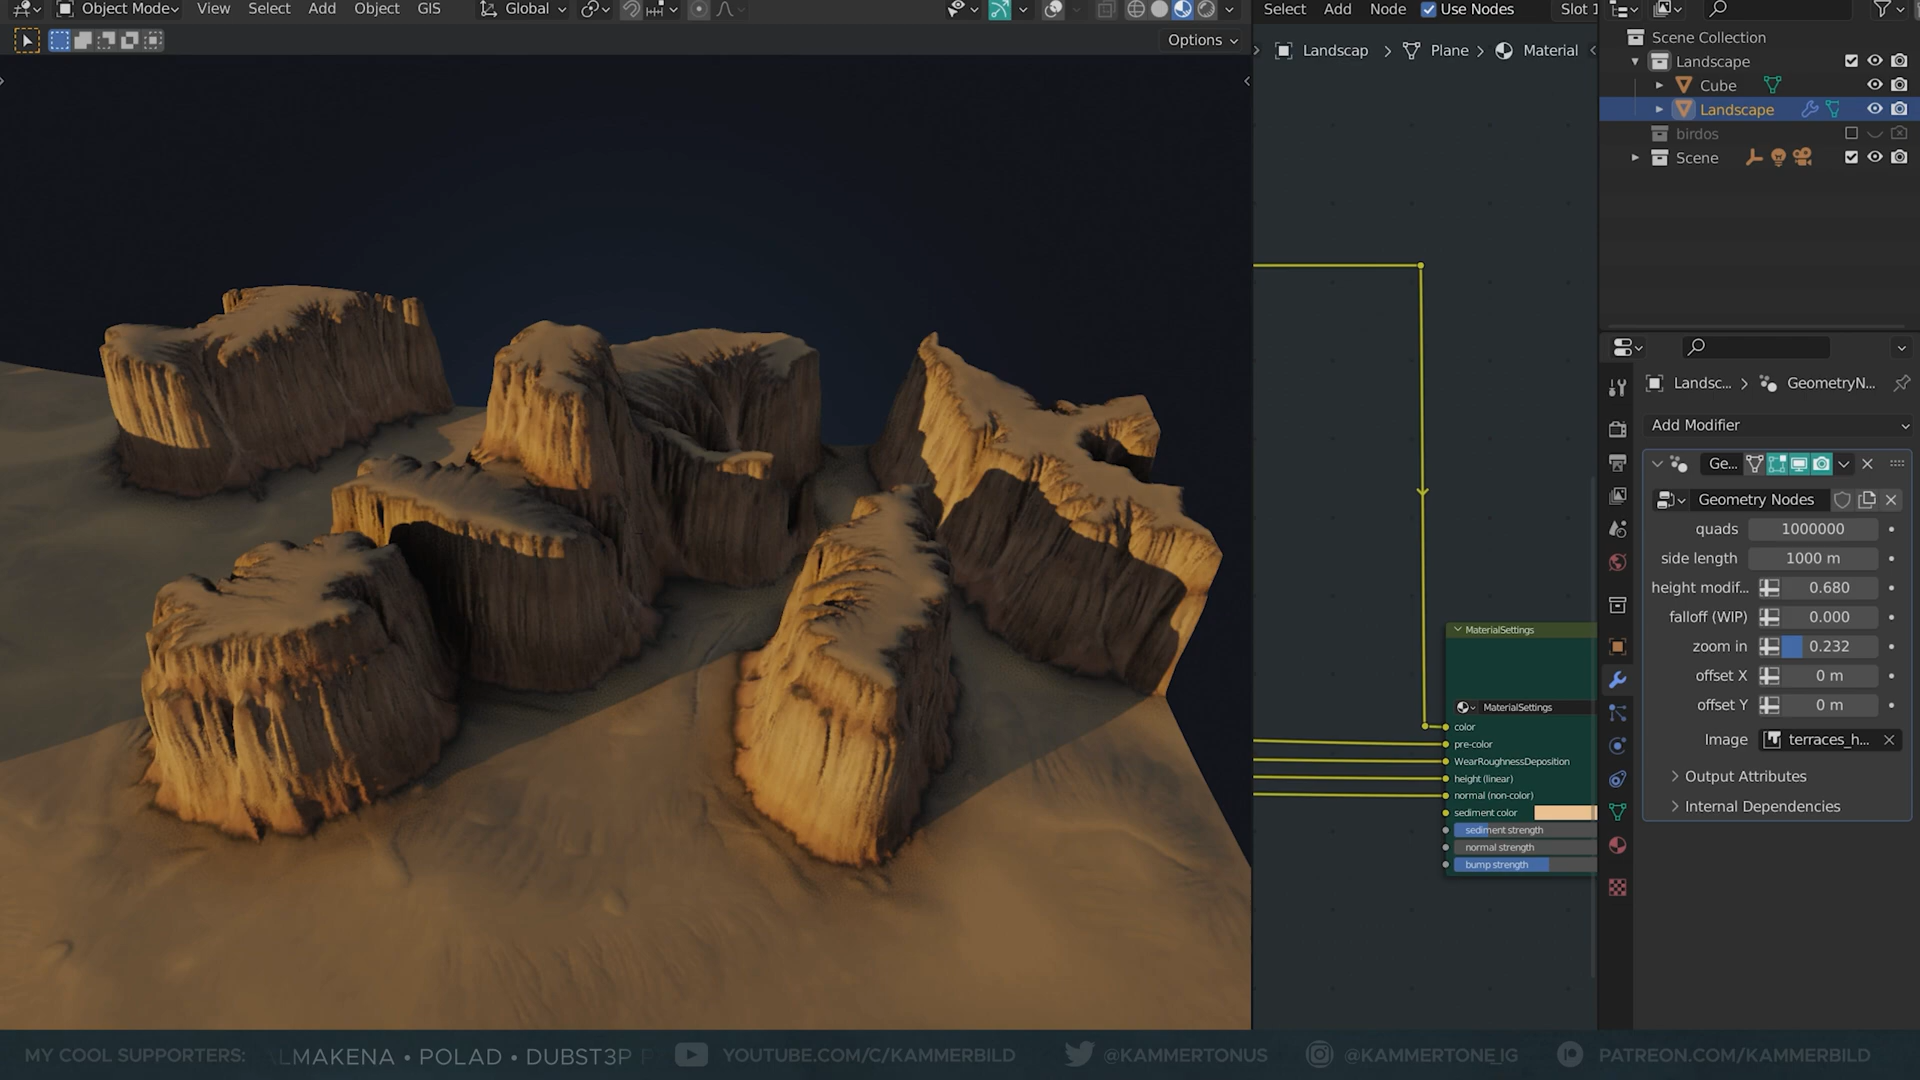 Object Mode View Select Add Object GIS Global
Options
Select Add Node Use Nodes Slot 1
Landscap > Plane > Material
Scene Collection
Landscape
Cube
Landscape
birdos
Scene
Landsc... > GeometryN...
Add Modifier
Ge...
Geometry Nodes
quads 1000000
side length 1000 m
height modif... 0.680
falloff (WIP) 0.000
zoom in 0.232
offset X 0 m
offset Y 0 m
Image terraces_h...
Output Attributes
Internal Dependencies
MaterialSettings
MaterialSettings
color
pre-color
WearRoughnessDeposition
height (linear)
normal (non-color)
sediment color
sediment strength
normal strength
bump strength
MY COOL SUPPORTERS: LMAKENA • POLAD • DUBST3P YOUTUBE.COM/C/KAMMERBILD @KAMMERTONUS @KAMMERTONE_IG PATREON.COM/KAMMERBILD